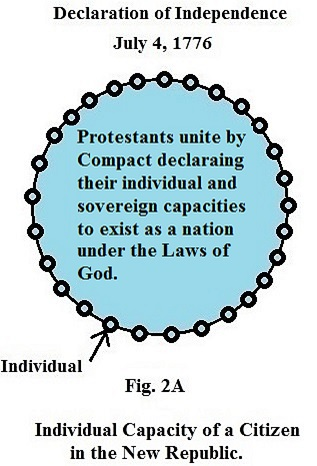 Declaration of Independence
July 4, 1776
Protestants unite by
Compact declaraing
their individual and
sovereign capacities
to exist as a nation
under the Laws of
God.
Individual
Fig. 2A
Individual Capacity of a Citizen
in the New Republic.